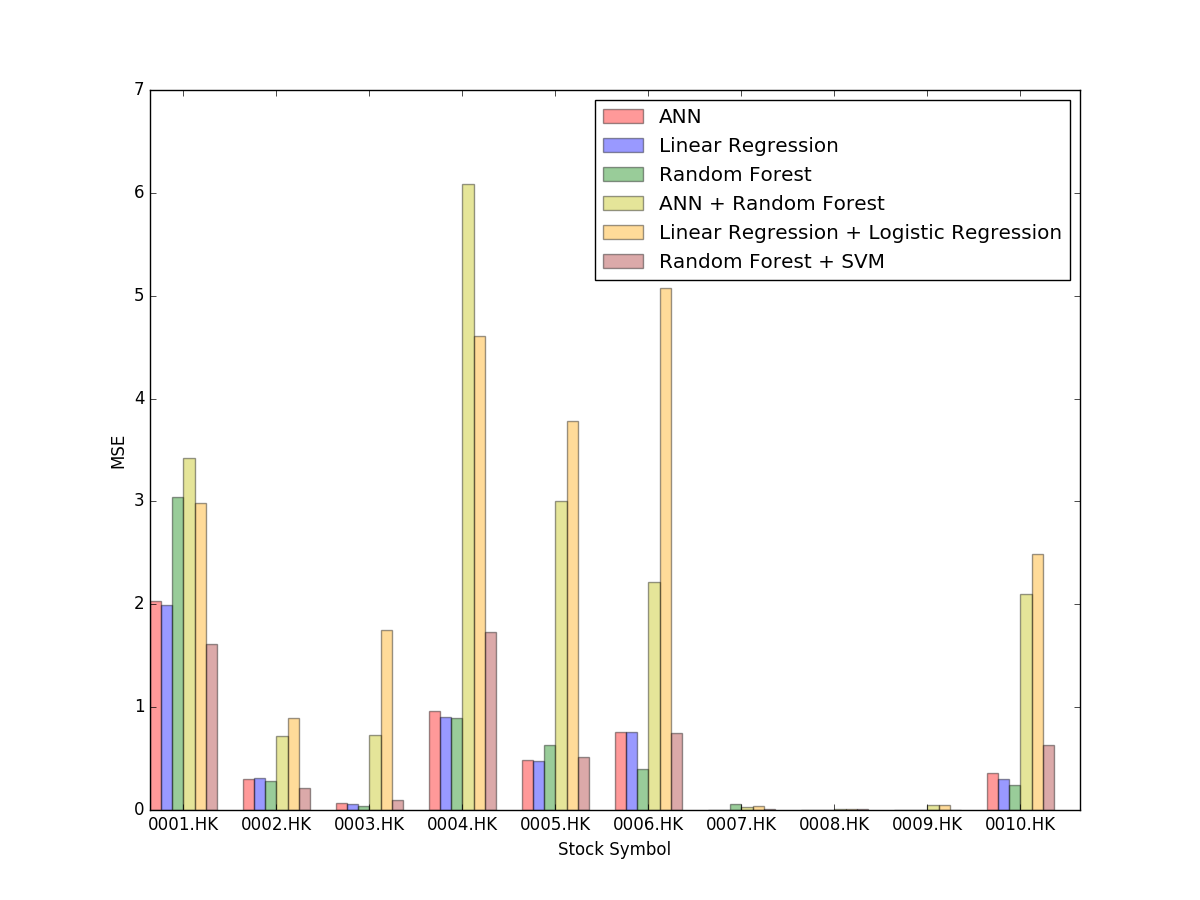 7
6
5
4
3
2
1
0
MSE
ANN
Linear Regression
Random Forest
ANN + Random Forest
Linear Regression + Logistic Regression
Random Forest + SVM
0001.HK 0002.HK 0003.HK 0004.HK 0005.HK 0006.HK 0007.HK 0008.HK 0009.HK 0010.HK
Stock Symbol